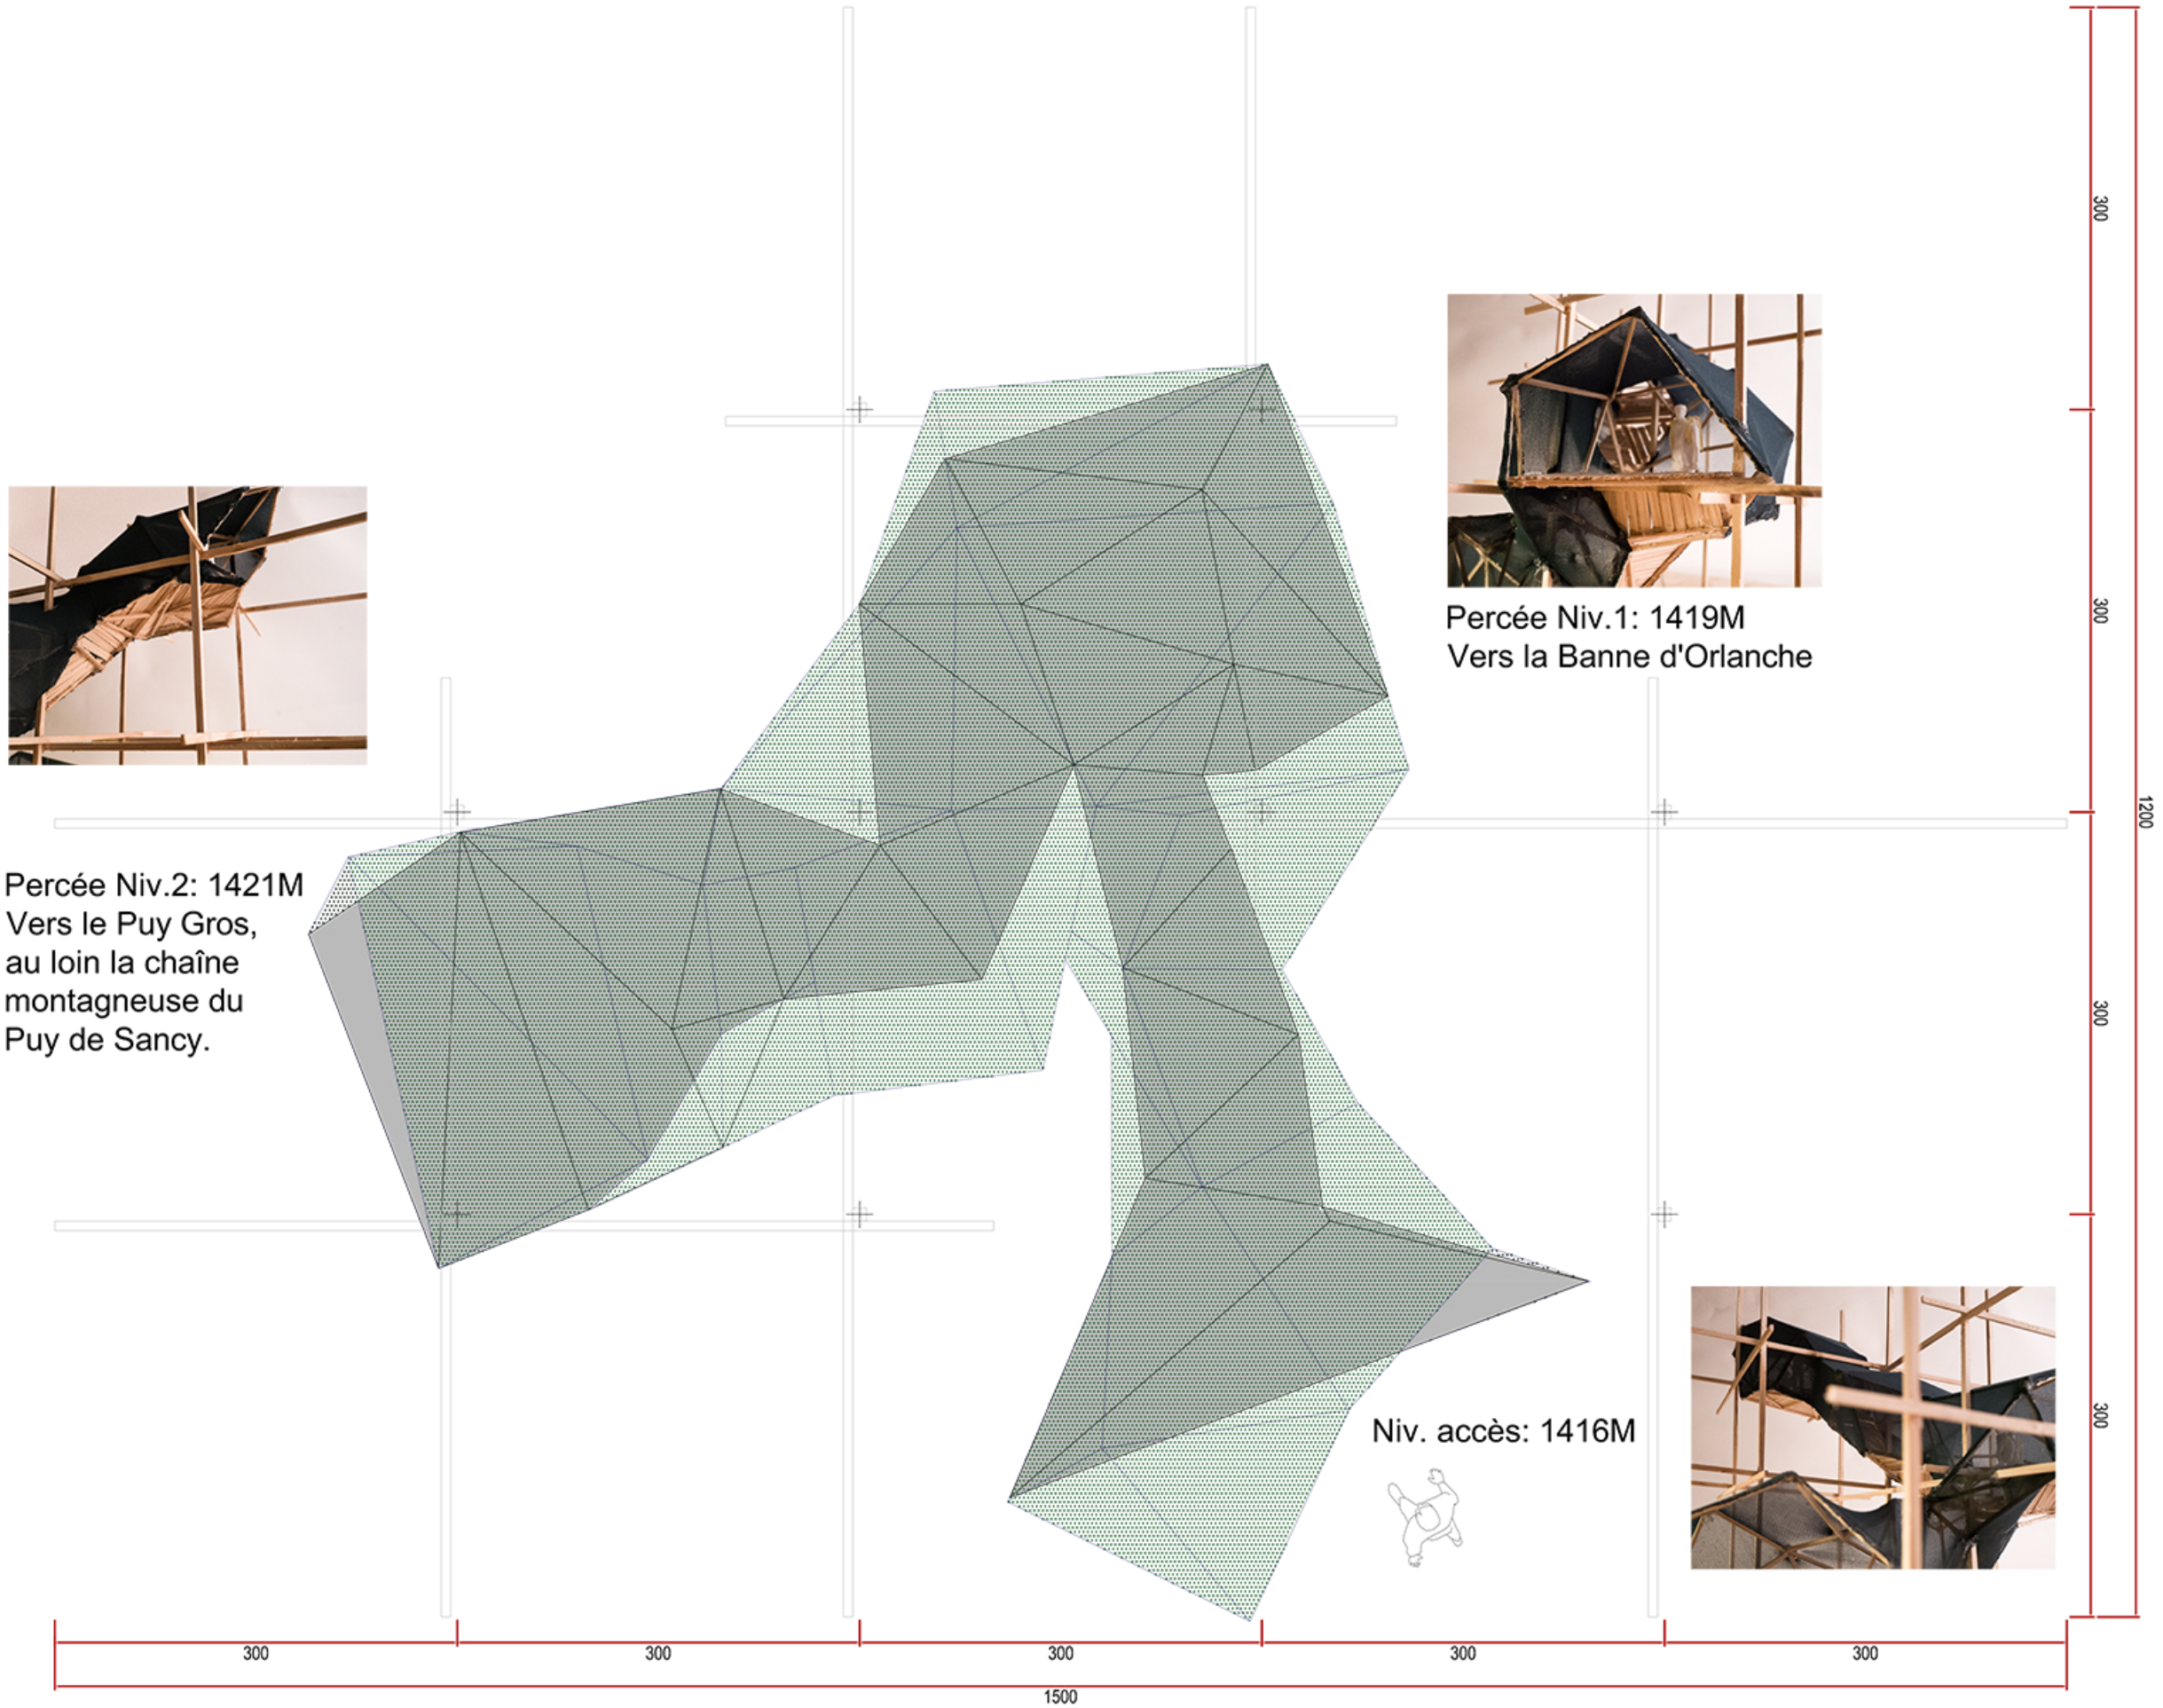 300
300
Percée Niv.1: 1419M
Vers la Banne d'Orlanche
1200
Percée Niv.2: 1421M
Vers le Puy Gros,
au loin la chaîne
montagneuse du
Puy de Sancy.
300
300
Niv. accès: 1416M
300
300
300
300
300
1500